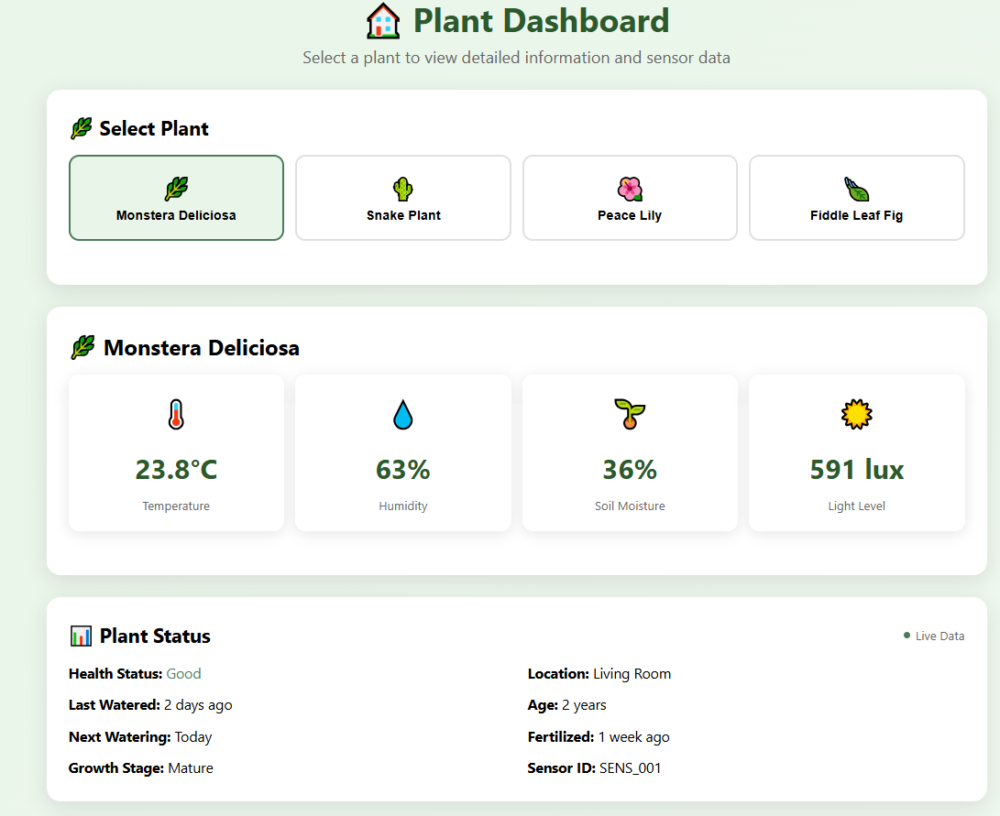 Plant Dashboard
Select a plant to view detailed information and sensor data
Select Plant
Monstera Deliciosa
Snake Plant
Peace Lily
Fiddle Leaf Fig
Monstera Deliciosa
23.8°C
Temperature
63%
Humidity
36%
Soil Moisture
591 lux
Light Level
Plant Status
Live Data
Health Status: Good
Location: Living Room
Last Watered: 2 days ago
Age: 2 years
Next Watering: Today
Fertilized: 1 week ago
Growth Stage: Mature
Sensor ID: SENS_001